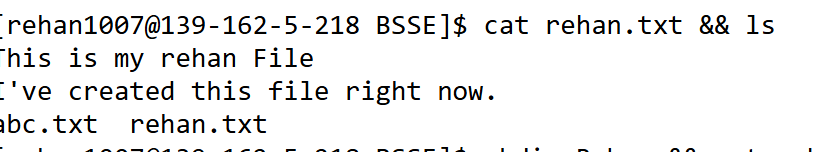 [rehan1007@139-162-5-218 BSSE]$ cat rehan.txt && ls
This is my rehan File
I've created this file right now.
abc.txt  rehan.txt